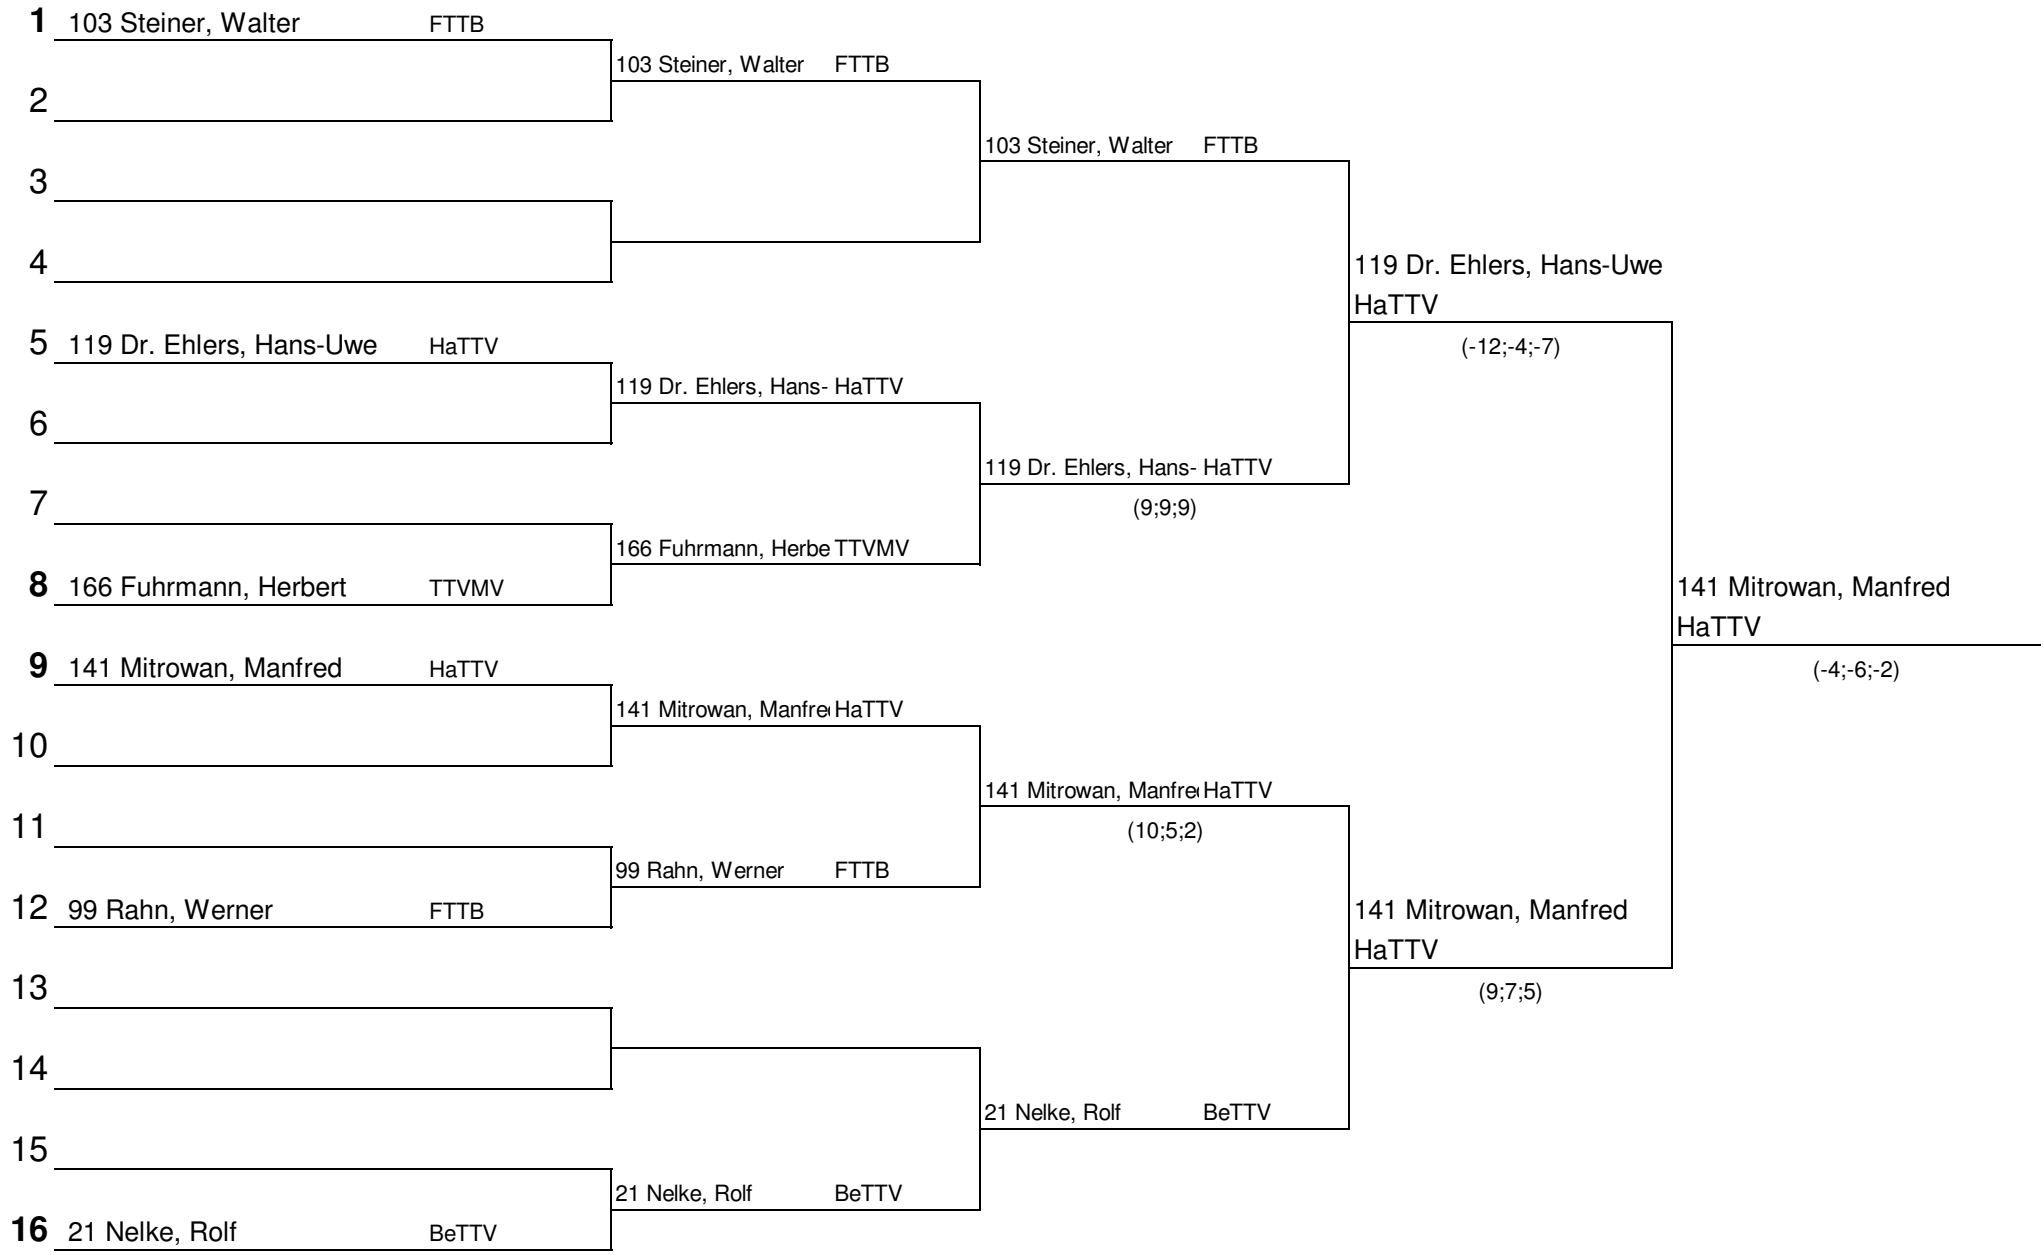 1 103 Steiner, Walter FTTB
103 Steiner, Walter FTTB
2
103 Steiner, Walter FTTB
3
4
119 Dr. Ehlers, Hans-Uwe
HaTTV
5 119 Dr. Ehlers, Hans-Uwe HaTTV
(-12;-4;-7)
119 Dr. Ehlers, Hans- HaTTV
6
119 Dr. Ehlers, Hans- HaTTV
7
(9;9;9)
166 Fuhrmann, Herbe TTVMV
8 166 Fuhrmann, Herbert TTVMV
141 Mitrowan, Manfred
HaTTV
9 141 Mitrowan, Manfred HaTTV
(-4;-6;-2)
141 Mitrowan, Manfre HaTTV
10
141 Mitrowan, Manfre HaTTV
11
(10;5;2)
99 Rahn, Werner FTTB
12 99 Rahn, Werner FTTB
141 Mitrowan, Manfred
HaTTV
13
(9;7;5)
14
21 Nelke, Rolf BeTTV
15
21 Nelke, Rolf BeTTV
16 21 Nelke, Rolf BeTTV